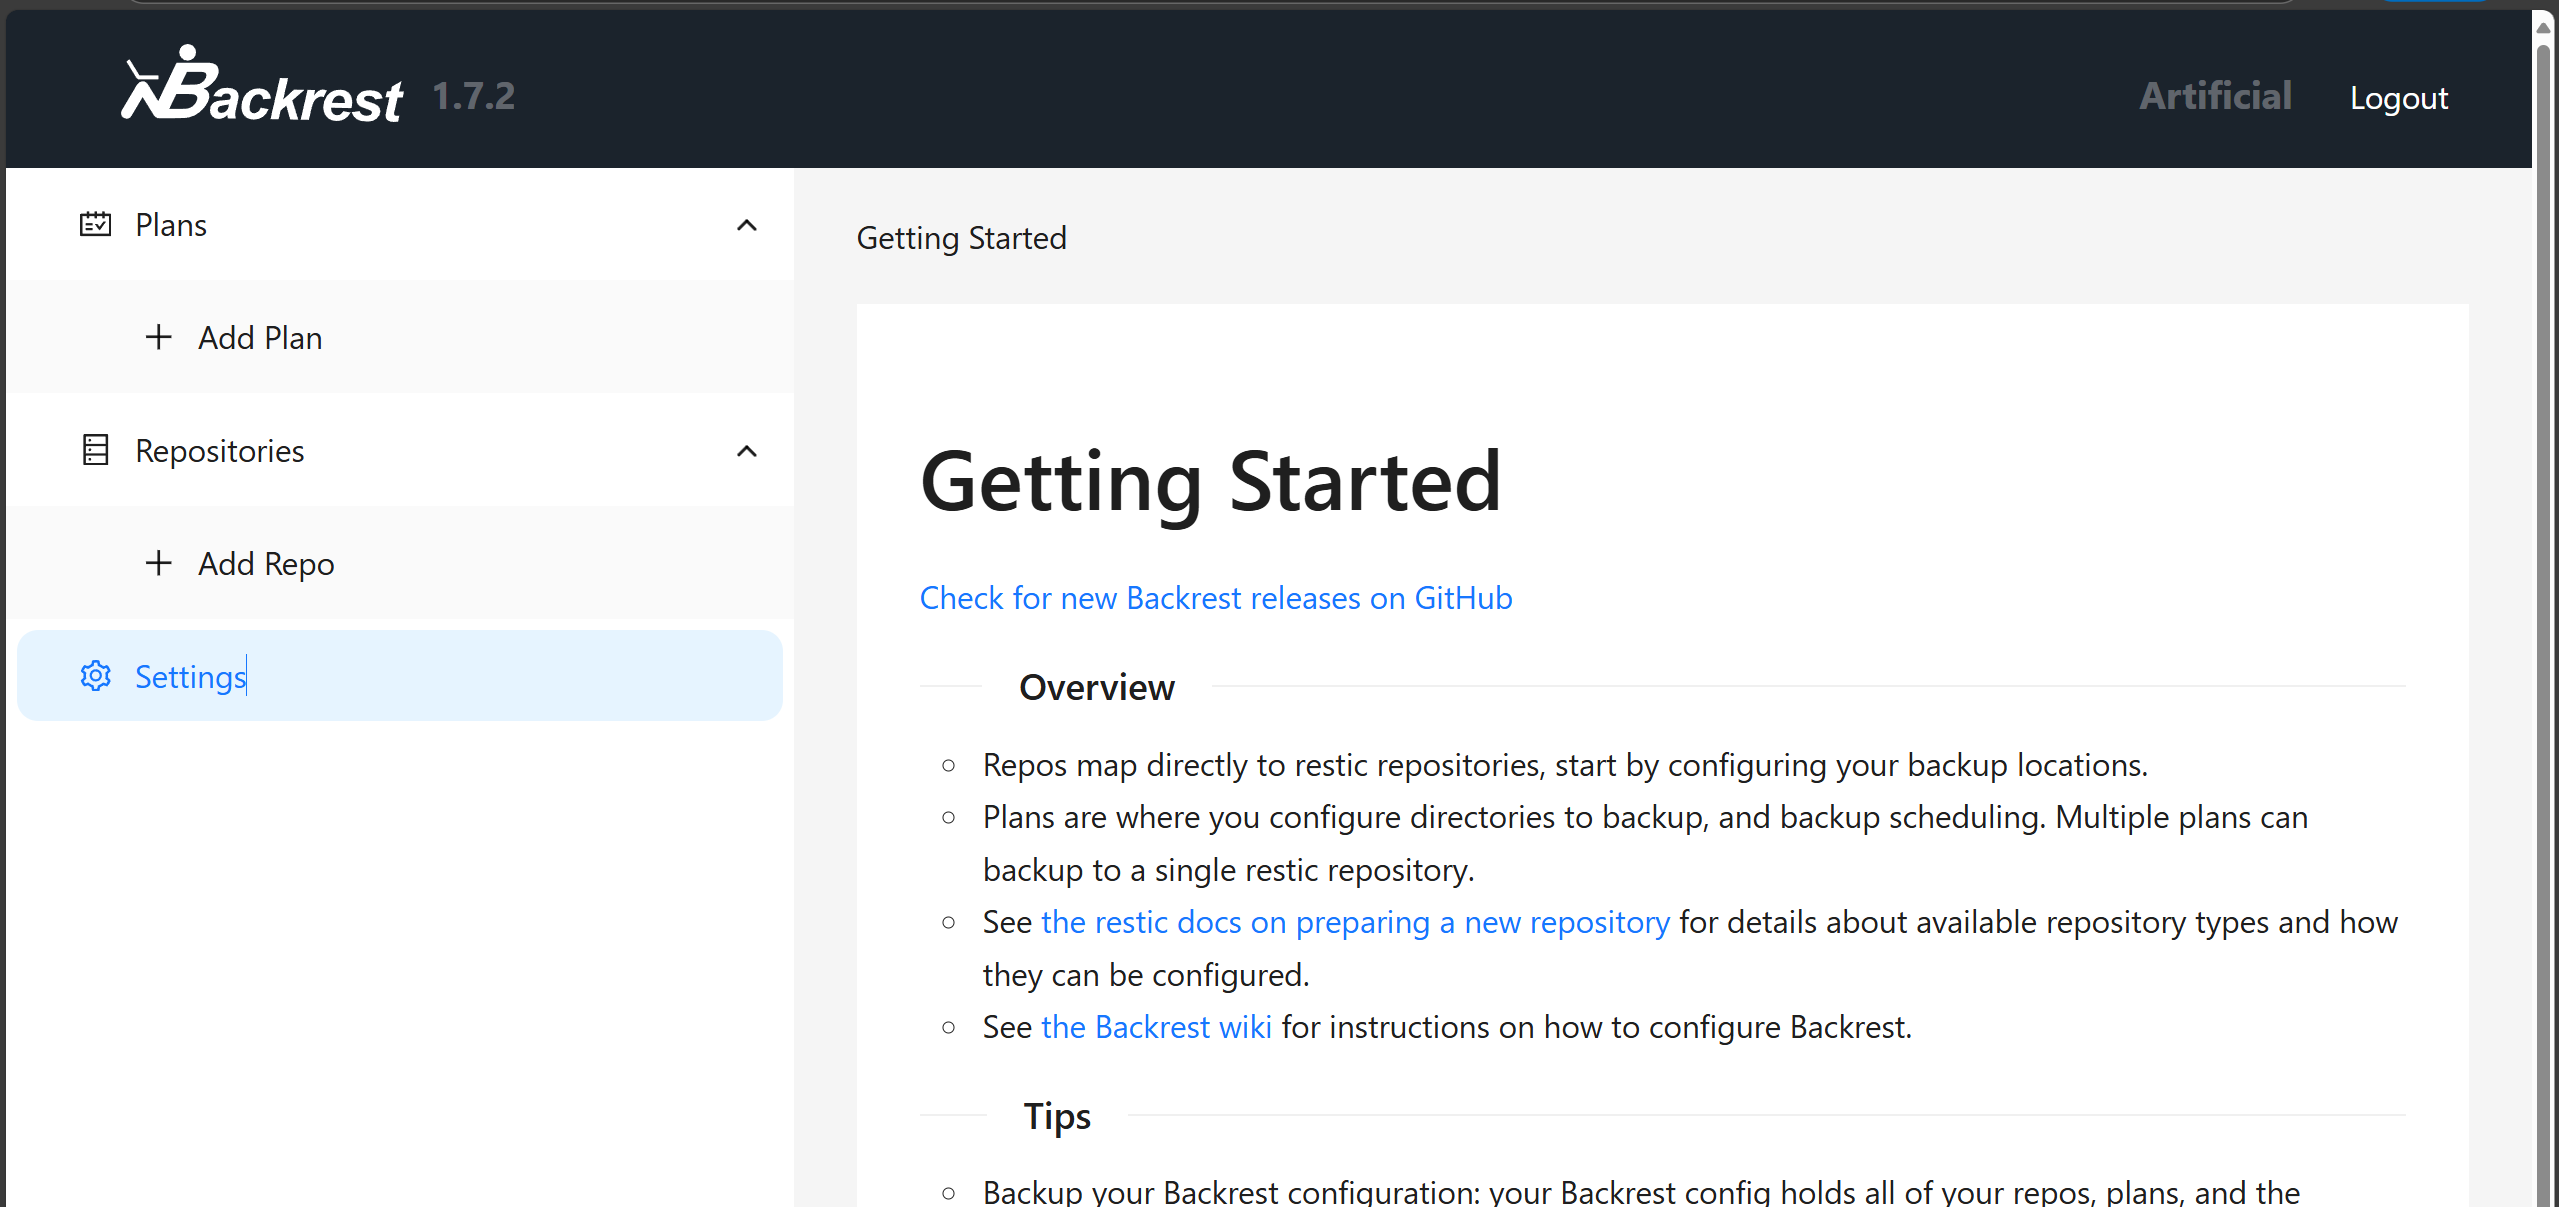 Backrest 1.7.2
Artificial
Logout
Plans
Add Plan
Repositories
Add Repo
Settings
Getting Started
Getting Started
Check for new Backrest releases on GitHub
Overview
Repos map directly to restic repositories, start by configuring your backup locations.
Plans are where you configure directories to backup, and backup scheduling. Multiple plans can
backup to a single restic repository.
See the restic docs on preparing a new repository for details about available repository types and how
they can be configured.
See the Backrest wiki for instructions on how to configure Backrest.
Tips
Backup your Backrest configuration: your Backrest config holds all of your repos, plans, and the